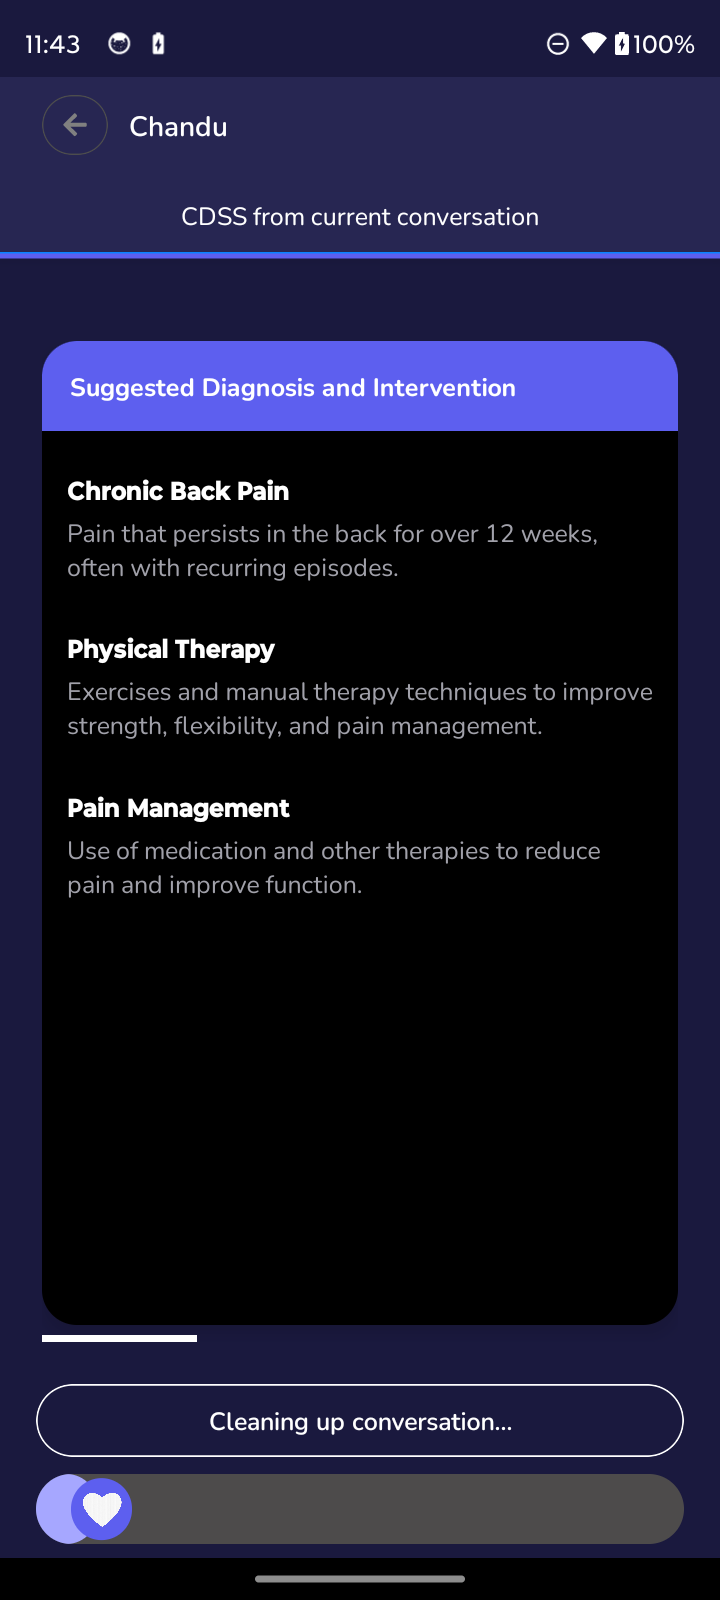 11:43
100%
Chandu
CDSS from current conversation
Suggested Diagnosis and Intervention
Chronic Back Pain
Pain that persists in the back for over 12 weeks,
often with recurring episodes.
Physical Therapy
Exercises and manual therapy techniques to improve
strength, flexibility, and pain management.
Pain Management
Use of medication and other therapies to reduce
pain and improve function.
Cleaning up conversation...